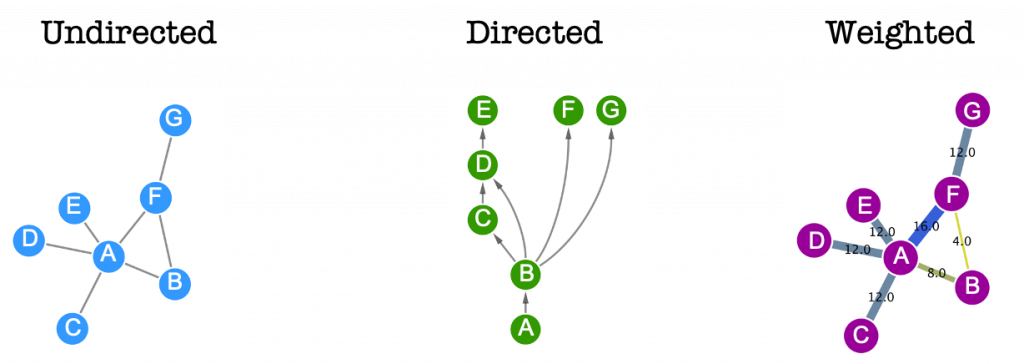 Undirected
Directed
Weighted
G
E
F
D
A
B
C
E
F
G
D
C
B
A
G
12.0
F
E
16.0
12.0
D
12.0
A
4.0
8.0
B
12.0
C